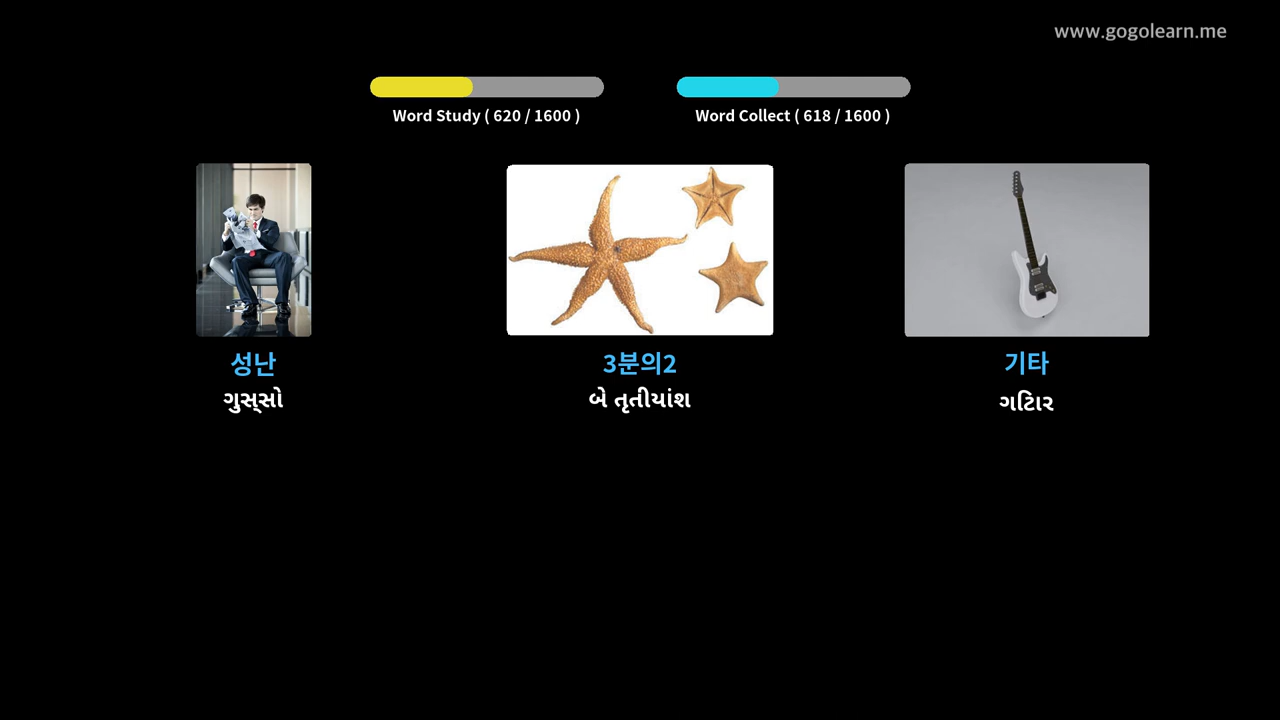 www.gogolearn.me
Word Study ( 620 / 1600 )
Word Collect ( 618 / 1600 )
성난
3분의2
기타
ગુસ્સો
બે તૃતીયાંશ
ગટિાર